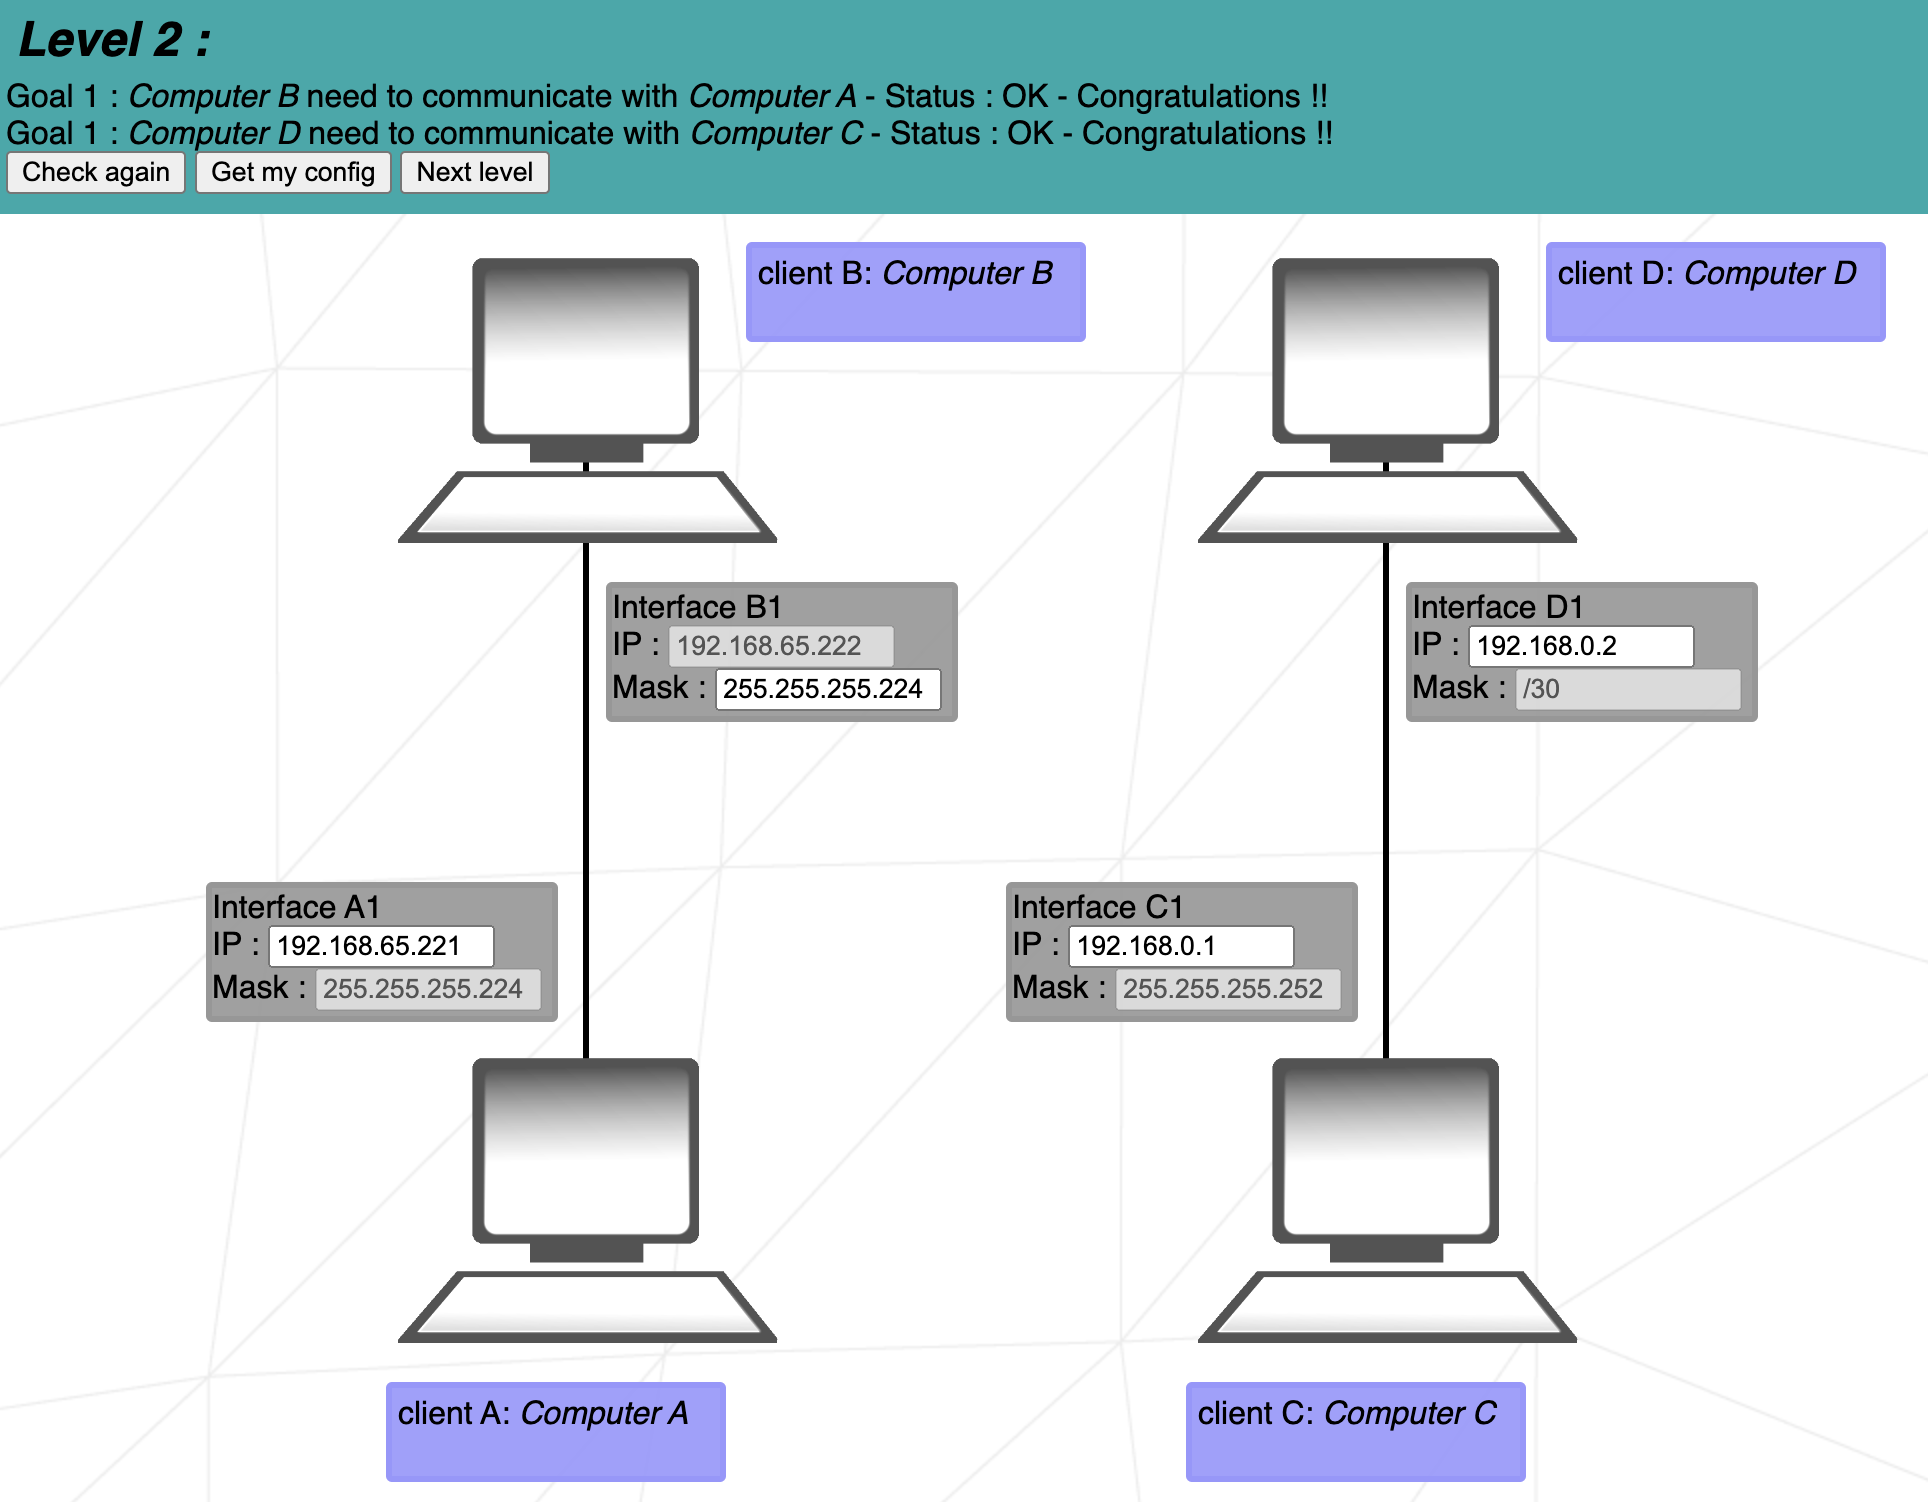 Level 2 :
Goal 1 : Computer B need to communicate with Computer A - Status : OK - Congratulations !!
Goal 1 : Computer D need to communicate with Computer C - Status : OK - Congratulations !!
Check again Get my config Next level
client B: Computer B
client D: Computer D
Interface B1
IP : 192.168.65.222
Mask : 255.255.255.224
Interface D1
IP : 192.168.0.2
Mask : /30
Interface A1
IP : 192.168.65.221
Mask : 255.255.255.224
Interface C1
IP : 192.168.0.1
Mask : 255.255.255.252
client A: Computer A
client C: Computer C